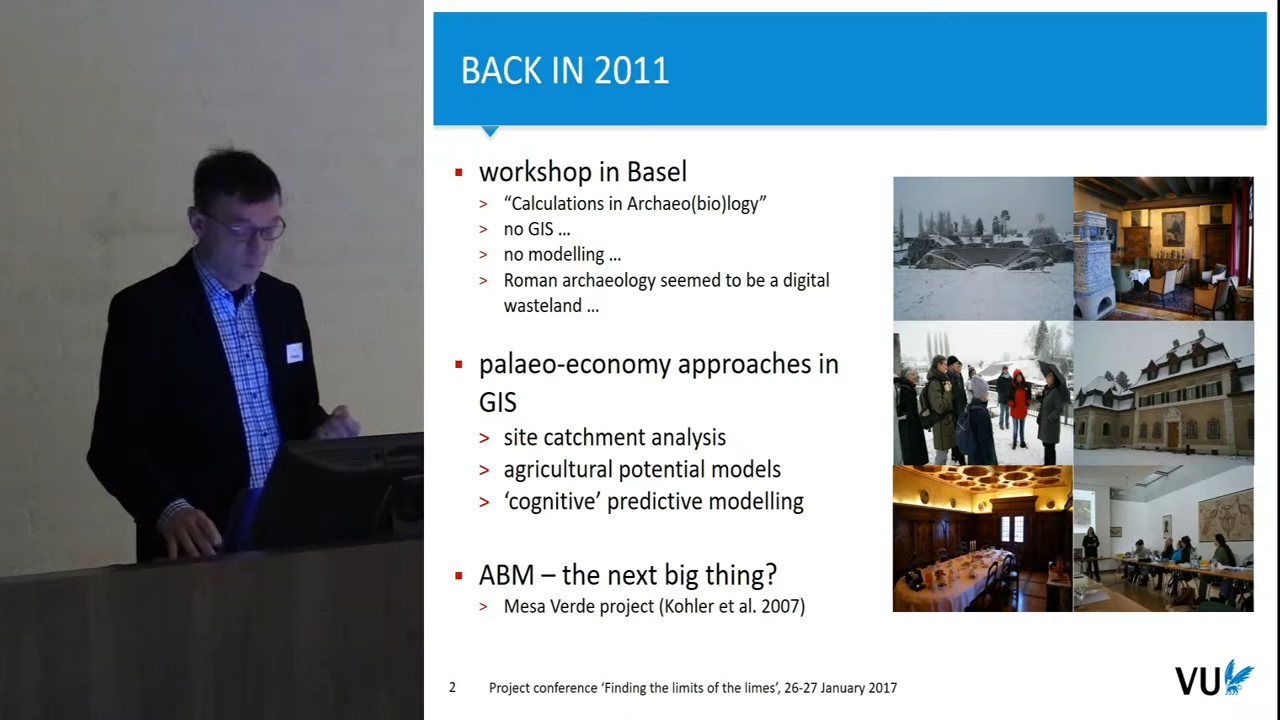 BACK IN 2011
▪ workshop in Basel
> “Calculations in Archaeo(bio)logy”
> no GIS ...
> no modelling ...
> Roman archaeology seemed to be a digital
wasteland ...
▪ palaeo-economy approaches in
GIS
> site catchment analysis
> agricultural potential models
> ‘cognitive’ predictive modelling
▪ ABM – the next big thing?
> Mesa Verde project (Kohler et al. 2007)
2 Project conference ‘Finding the limits of the limes’, 26-27 January 2017
VU